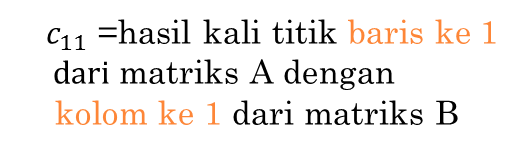 c₁₁ =hasil kali titik baris ke 1
dari matriks A dengan
kolom ke 1 dari matriks B